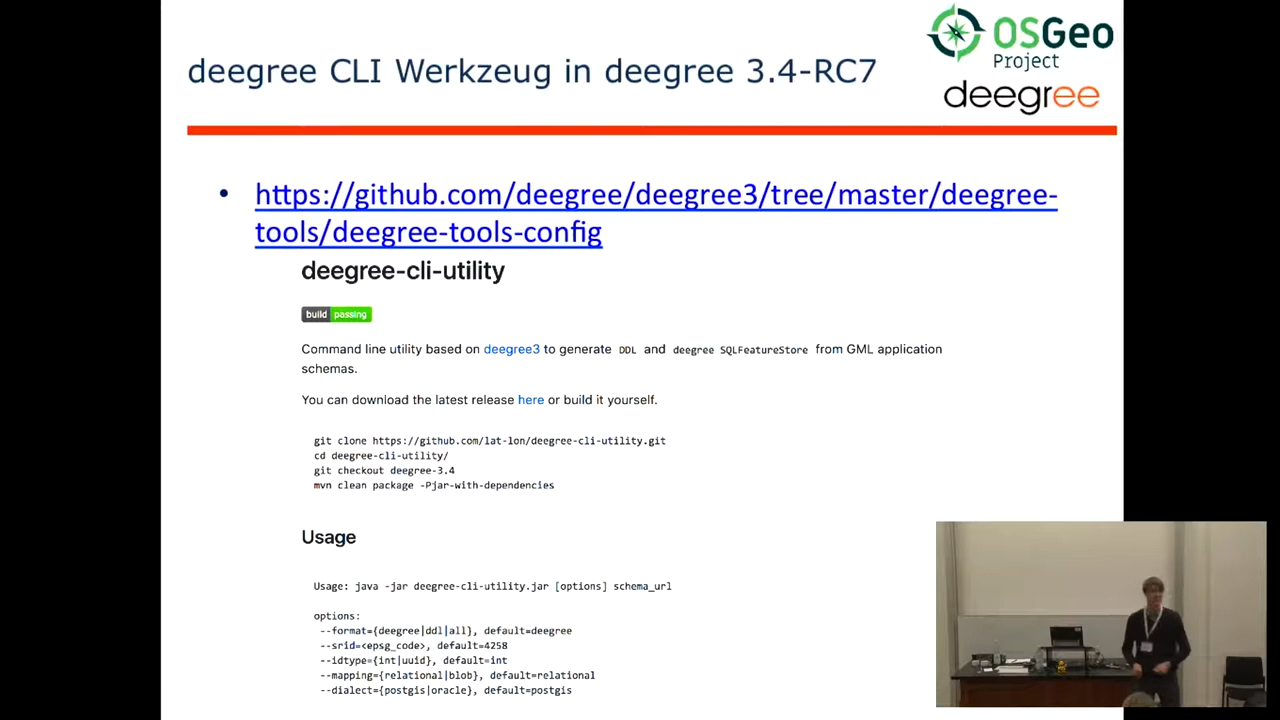 deegree CLI Werkzeug in deegree 3.4-RC7
OSGeo
Project
deegree
• https://github.com/deegree/deegree3/tree/master/deegree-
tools/deegree-tools-config
deegree-cli-utility
build passing
Command line utility based on deegree3 to generate DDL and deegree SQLFeatureStore from GML application
schemas.
You can download the latest release here or build it yourself.
git clone https://github.com/lat-lon/deegree-cli-utility.git
cd deegree-cli-utility/
git checkout deegree-3.4
mvn clean package -Pjar-with-dependencies
Usage
Usage: java -jar deegree-cli-utility.jar [options] schema_url
options:
--format={deegree|ddl|all}, default=deegree
--srid=<epsg_code>, default=4258
--idtype={int|uuid}, default=int
--mapping={relational|blob}, default=relational
--dialect={postgis|oracle}, default=postgis